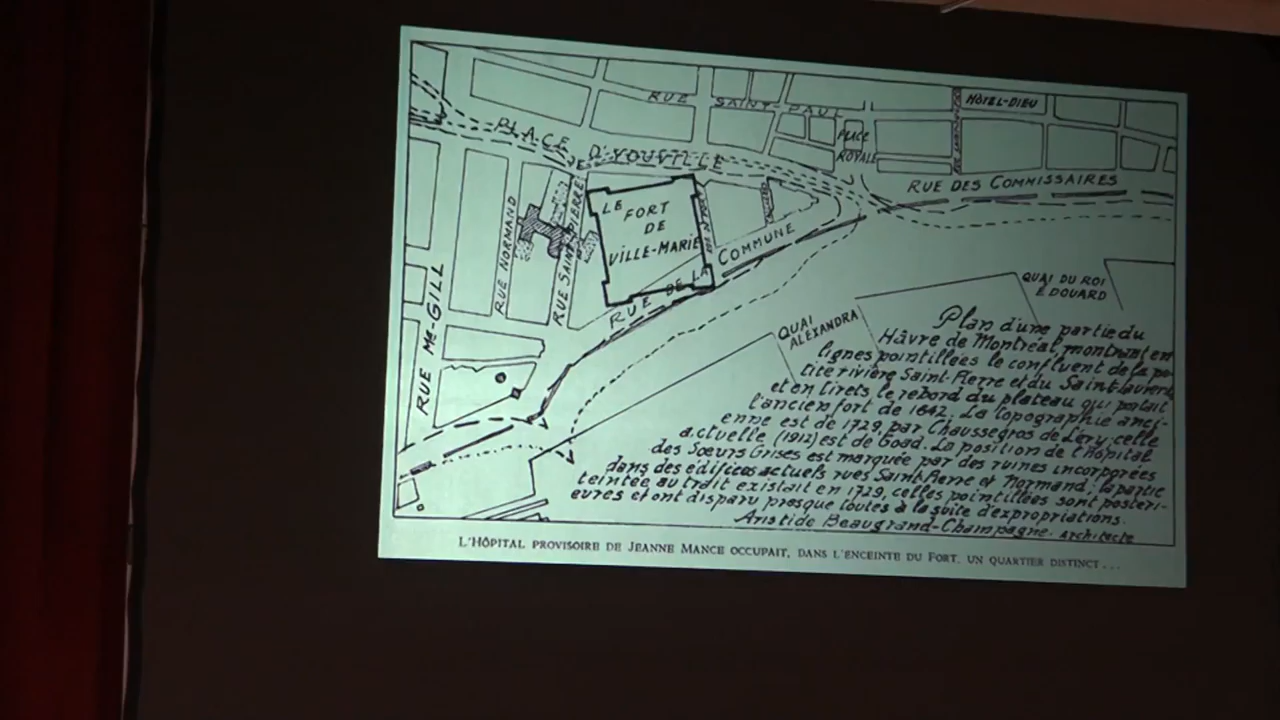 RUE SAINT-PAUL
HÔTEL-DIEU
PLACE D'YOUVILLE
PLACE
ROYALE
RUE DES COMMISSAIRES
LE
FORT
DE
VILLE-MARIE
RUE NORMAND
RUE SAINT-PIERRE
RUE DE LA COMMUNE
RUE Mc-GILL
QUAI
ALEXANDRA
QUAI DU ROI
EDOUARD
Plan d'une partie du
Hâvre de Montréal, montrant en
lignes pointillées le confluent de la pe-
tite rivière Saint-Pierre et du Saint-Laurent
et en tirets, le rebord du plateau qui portait
l'ancien fort de 1642. La topographie anci-
enne est de 1729, par Chaussegros de Léry; celle
actuelle (1912) est de Goad. La position de l'hôpital
des Sœurs Grises est marquée par des ruines incorporées
dans des édifices actuels rues Saint-Pierre et Normand; la partie
teintée au trait existait en 1729, celles pointillées sont postéri-
eures et ont disparu presque toutes à la suite d'expropriations.
Aristide Beaugrand-Champagne. architecte
L'HÔPITAL PROVISOIRE DE JEANNE MANCE OCCUPAIT, DANS L'ENCEINTE DU FORT, UN QUARTIER DISTINCT...